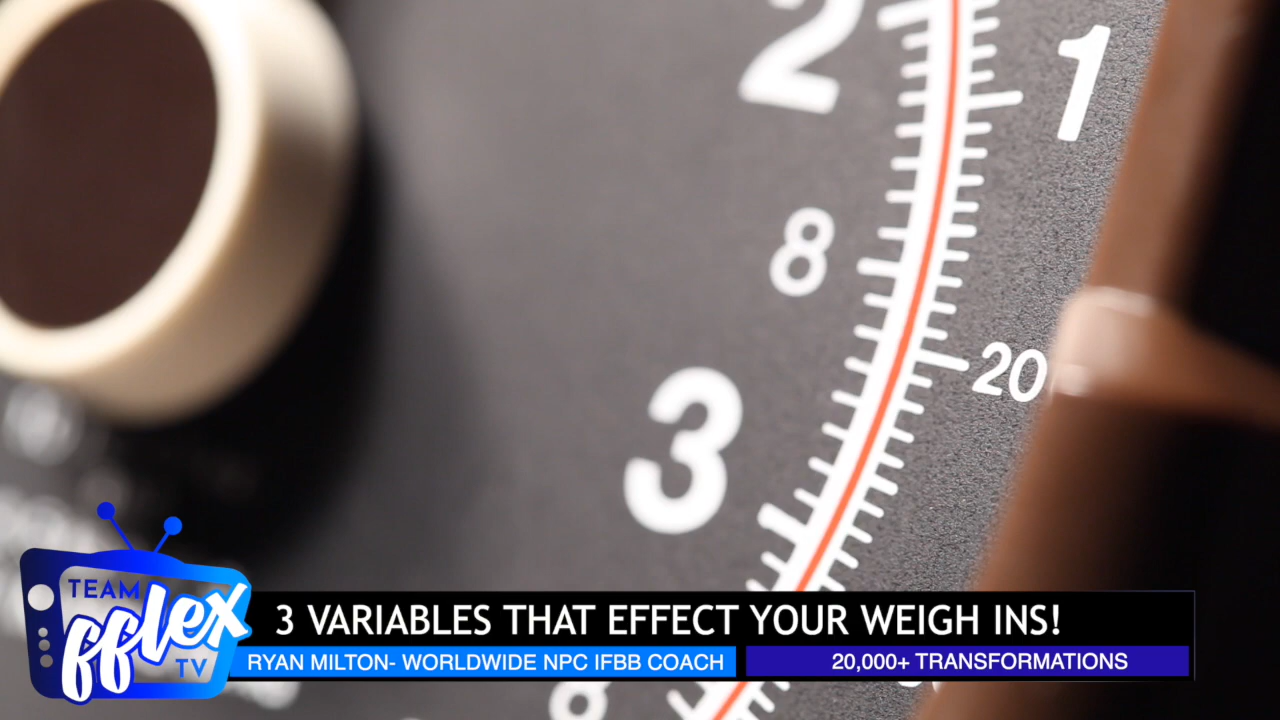 2
1
8
20
3
TEAM
fflex
TV
3 VARIABLES THAT EFFECT YOUR WEIGH INS!
RYAN MILTON- WORLDWIDE NPC IFBB COACH
20,000+ TRANSFORMATIONS